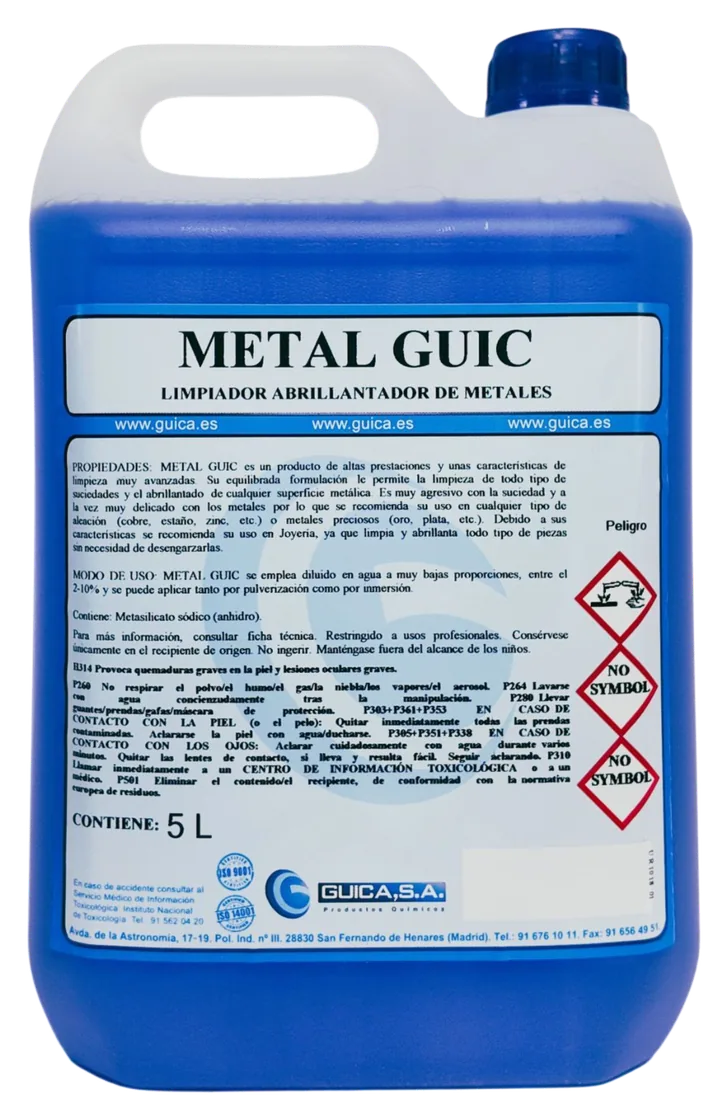 METAL GUIC
LIMPIADOR ABRILLANTADOR DE METALES
www.guica.es www.guica.es www.guica.es
PROPIEDADES: METAL GUIC es un producto de altas prestaciones y unas características de
limpieza muy avanzadas. Su equilibrada formulación le permite la limpieza de todo tipo de
suciedades y el abrillantado de cualquier superficie metálica. Es muy agresivo con la suciedad y a
la vez muy delicado con los metales por lo que se recomienda su uso en cualquier tipo de
aleación (cobre, estaño, zinc, etc.) o metales preciosos (oro, plata, etc.). Debido a sus
características se recomienda su uso en Joyería, ya que limpia y abrillanta todo tipo de piezas
sin necesidad de desengarzarlas.
MODO DE USO: METAL GUIC se emplea diluido en agua a muy bajas proporciones, entre el
2-10% y se puede aplicar tanto por pulverización como por inmersión.
Contiene: Metasilicato sódico (anhidro).
Para más información, consultar ficha técnica. Restringido a usos profesionales. Consérvese
únicamente en el recipiente de origen. No ingerir. Manténgase fuera del alcance de los niños.
H314 Provoca quemaduras graves en la piel y lesiones oculares graves.
P260 No respirar el polvo/el humo/el gas/la niebla/los vapores/el aerosol. P264 Lavarse
con agua concienzudamente tras la manipulación. P280 Llevar
guantes/prendas/gafas/máscara de protección. P303+P361+P353 EN CASO DE
CONTACTO CON LA PIEL (o el pelo): Quitar inmediatamente todas las prendas
contaminadas. Aclararse la piel con agua/ducharse. P305+P351+P338 EN CASO DE
CONTACTO CON LOS OJOS: Aclarar cuidadosamente con agua durante varios
minutos. Quitar las lentes de contacto, si lleva y resulta fácil. Seguir aclarando. P310
Llamar inmediatamente a un CENTRO DE INFORMACIÓN TOXICOLÓGICA o a un
médico. P501 Eliminar el contenido/el recipiente, de conformidad con la normativa
europea de residuos.
Peligro
NO
SYMBOL
NO
SYMBOL
CONTIENE: 5 L
En caso de accidente consultar al
Servicio Médico de Información
Toxicológica Instituto Nacional
de Toxicología Tel. 91 562 04 20
ISO 9001
ISO 14001
GUICA, S.A.
Productos Químicos
Avda. de la Astronomia, 17-19. Pol. Ind. nº III. 28830 San Fernando de Henares (Madrid). Tel.: 91 676 10 11. Fax: 91 656 49 51.